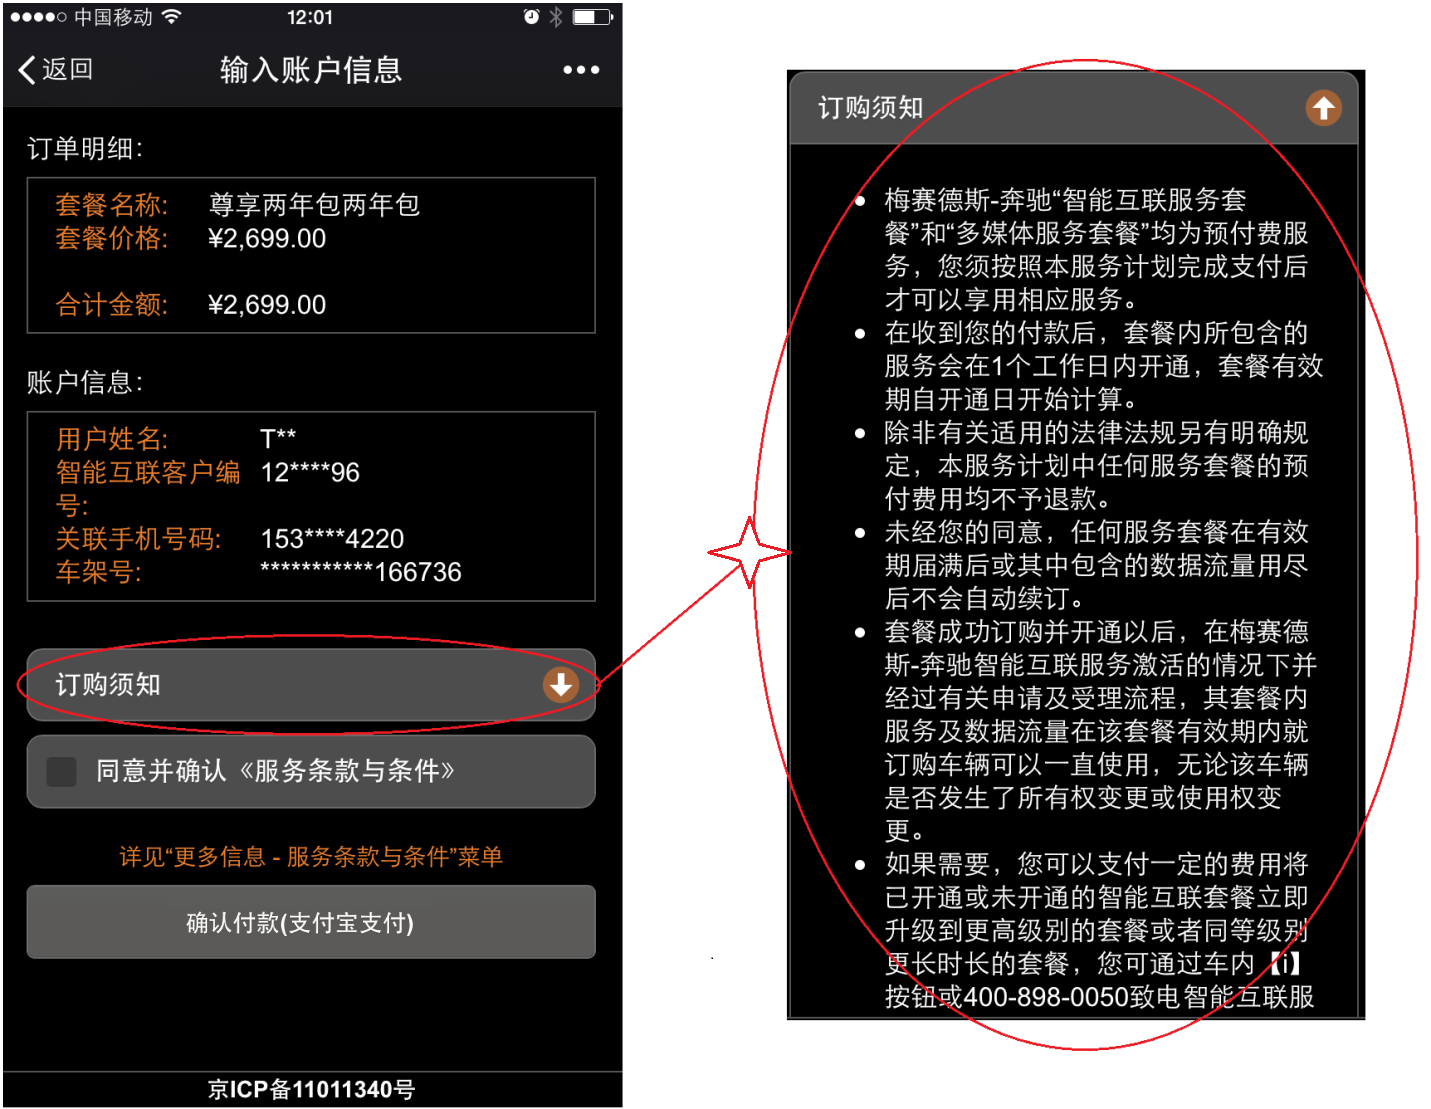 中国移动
12:01
返回
输入账户信息
订单明细:
套餐名称: 尊享两年包两年包
套餐价格: ¥2,699.00
合计金额: ¥2,699.00
账户信息:
用户姓名: T**
智能互联客户编 12****96
号:
关联手机号码: 153****4220
车架号: ***********166736
订购须知
同意并确认《服务条款与条件》
详见“更多信息 - 服务条款与条件”菜单
确认付款(支付宝支付)
京ICP备11011340号
订购须知
梅赛德斯-奔驰“智能互联服务套
餐”和“多媒体服务套餐”均为预付费服
务，您须按照本服务计划完成支付后
才可以享用相应服务。
在收到您的付款后，套餐内所包含的
服务会在1个工作日内开通，套餐有效
期自开通日开始计算。
除非有关适用的法律法规另有明确规
定，本服务计划中任何服务套餐的预
付费用均不予退款。
未经您的同意，任何服务套餐在有效
期届满后或其中包含的数据流量用尽
后不会自动续订。
套餐成功订购并开通以后，在梅赛德
斯-奔驰智能互联服务激活的情况下并
经过有关申请及受理流程，其套餐内
服务及数据流量在该套餐有效期内就
订购车辆可以一直使用，无论该车辆
是否发生了所有权变更或使用权变
更。
如果需要，您可以支付一定的费用将
已开通或未开通的智能互联套餐立即
升级到更高级别的套餐或者同等级别
更长时长的套餐，您可通过车内【i】
按钮或400-898-0050致电智能互联服